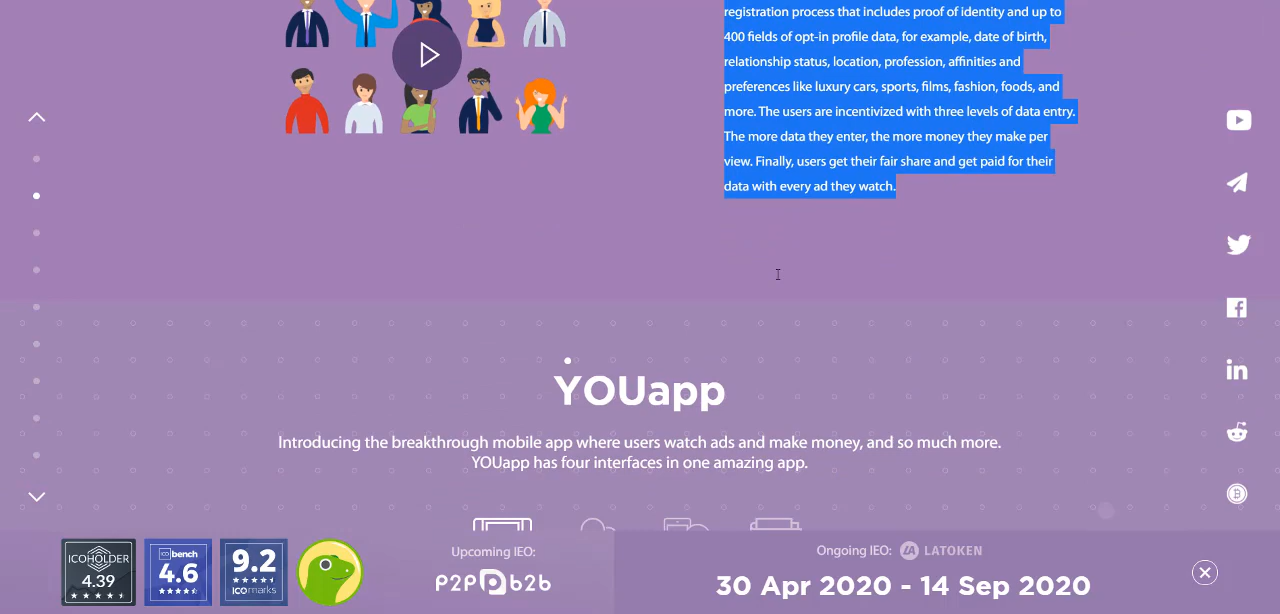 registration process that includes proof of identity and up to
400 fields of opt-in profile data, for example, date of birth,
relationship status, location, profession, affinities and
preferences like luxury cars, sports, films, fashion, foods, and
more. The users are incentivized with three levels of data entry.
The more data they enter, the more money they make per
view. Finally, users get their fair share and get paid for their
data with every ad they watch.
YOUapp
Introducing the breakthrough mobile app where users watch ads and make money, and so much more.
YOUapp has four interfaces in one amazing app.
ICOHOLDER
4.39
ICO bench
4.6
9.2
ICOmarks
Upcoming IEO:
P2P b2b
Ongoing IEO: LA LATOKEN
30 Apr 2020 - 14 Sep 2020